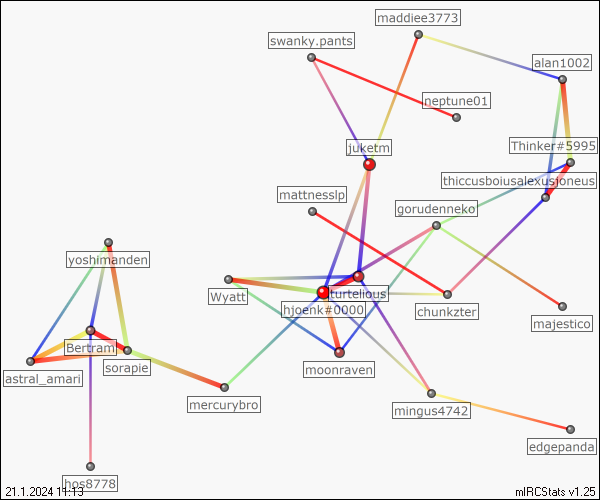 maddiee3773
swanky.pants
alan1002
neptune01
Thinker#5995
juketm
thiccusboiusalexusjoneus
mattnesslp
gorudenneko
yoshimanden
turtelious
Wyatt
hjoenk#0000
chunkzter
majestico
Bertram
sorapie
moonraven
astral_amari
mercurybro
mingus4742
edgepanda
hos8778
21.1.2024 11:13
mIRCStats v1.25